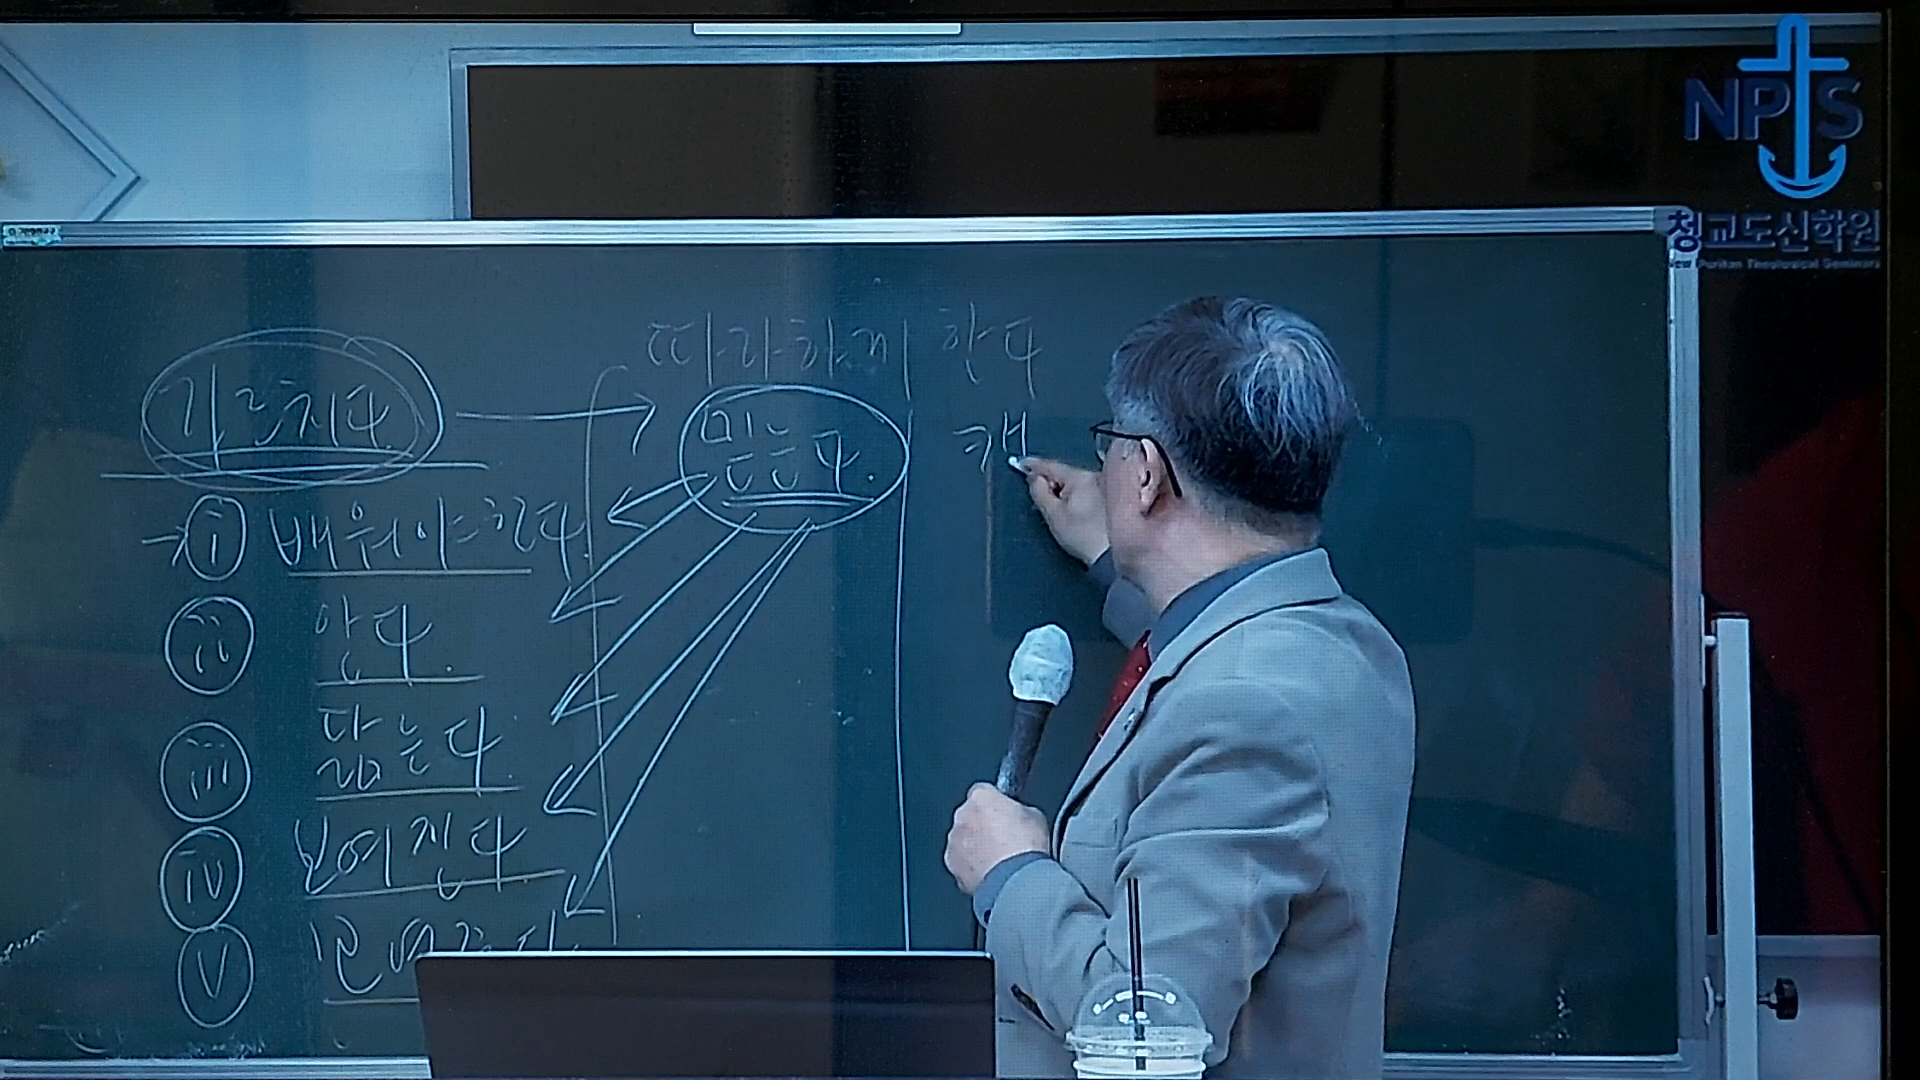 NPTS
청교도신학원
New Puritan Theological Seminary
따라하게 한다
가르치다.
믿는다.
i 배워야 한다.
ii 안다.
iii 닮는다.
iv 보여진다
v